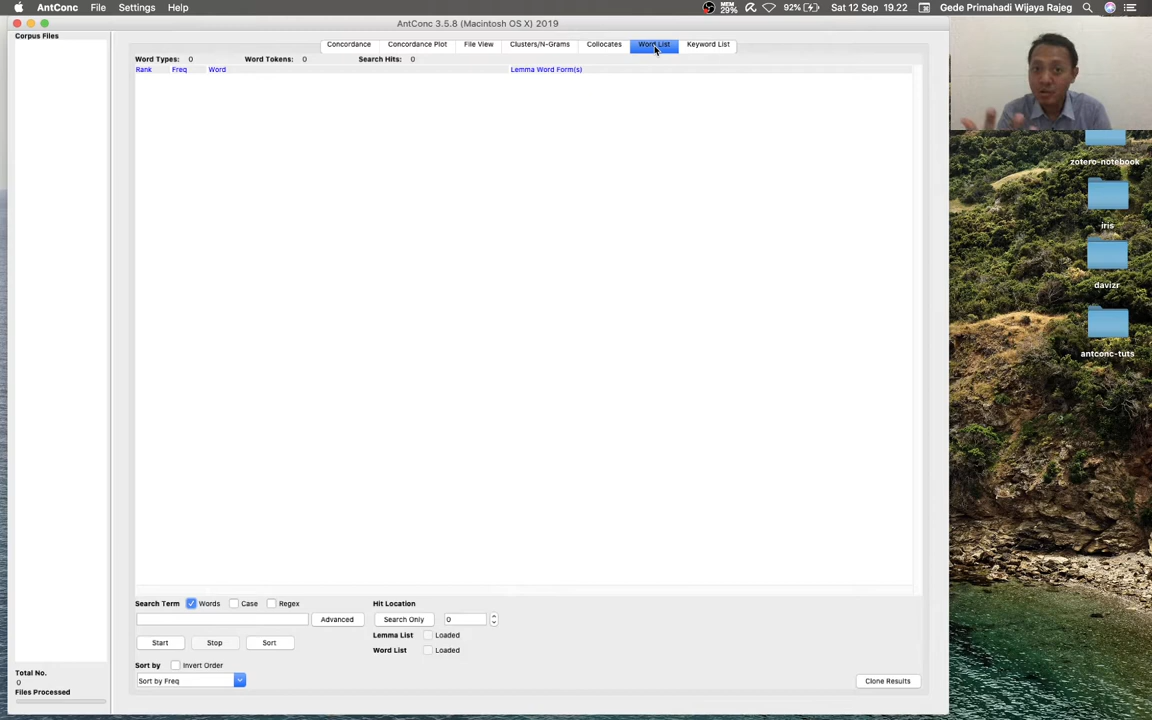 AntConc File Settings Help MEM 29% 92% Sat 12 Sep 19.22 Gede Primahadi Wijaya Rajeg
AntConc 3.5.8 (Macintosh OS X) 2019
Corpus Files
Concordance Concordance Plot File View Clusters/N-Grams Collocates Word List Keyword List
Word Types: 0 Word Tokens: 0 Search Hits: 0
Rank Freq Word Lemma Word Form(s)
zotero-notebook
iris
davizr
antconc-tuts
Search Term Words Case Regex Hit Location
Advanced Search Only 0
Start Stop Sort Lemma List Loaded
Word List Loaded
Sort by Invert Order
Sort by Freq Clone Results
Total No.
0
Files Processed